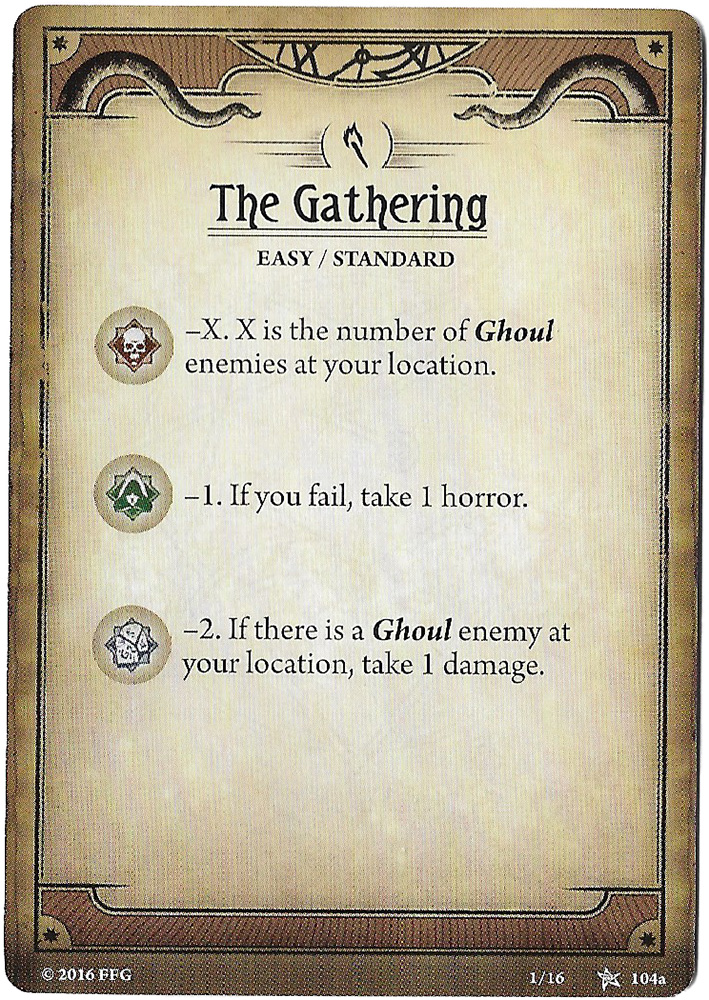 The Gathering
EASY / STANDARD
–X. X is the number of Ghoul
enemies at your location.
–1. If you fail, take 1 horror.
–2. If there is a Ghoul enemy at
your location, take 1 damage.
© 2016 FFG 1/16 104a